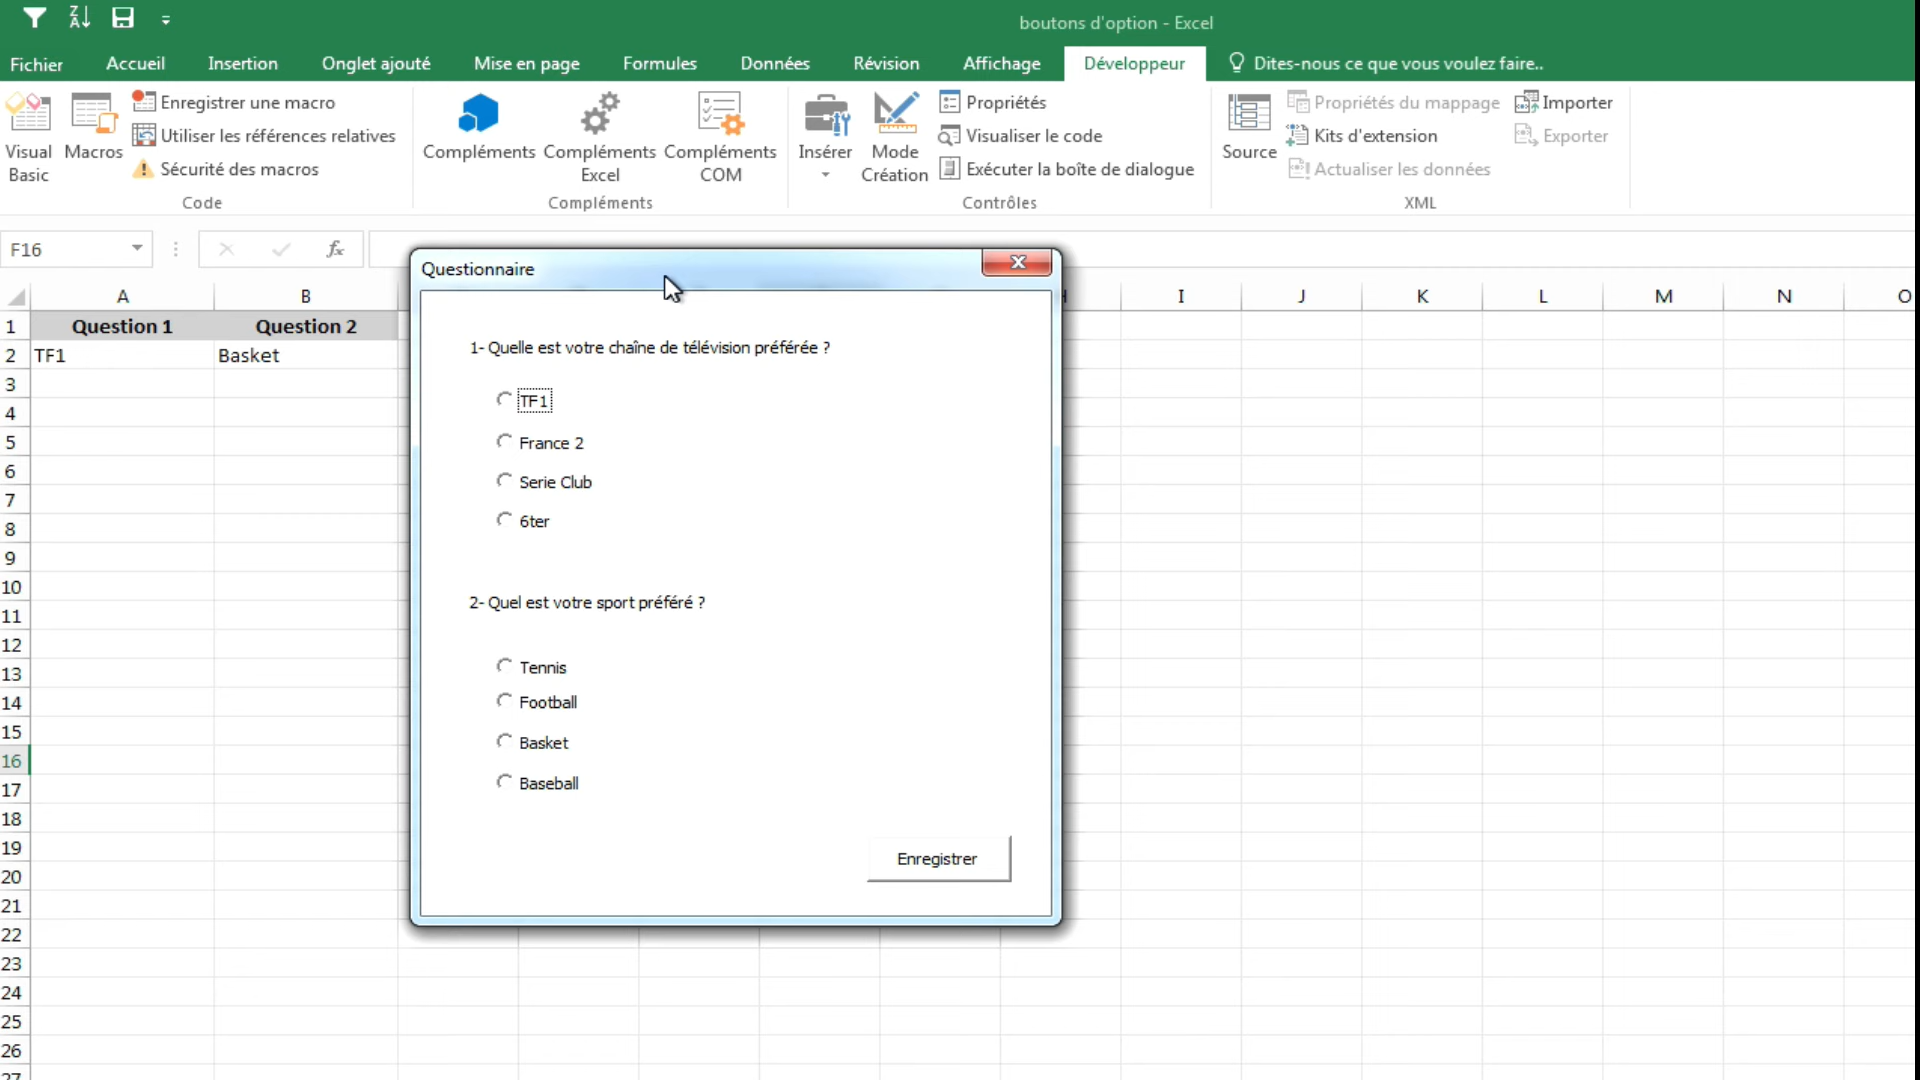 boutons d'option - Excel
Fichier Accueil Insertion Onglet ajouté Mise en page Formules Données Révision Affichage Développeur Dites-nous ce que vous voulez faire..
Visual Basic
Macros
Enregistrer une macro
Utiliser les références relatives
Sécurité des macros
Code
Compléments
Compléments Excel
Compléments COM
Compléments
Insérer
Mode Création
Propriétés
Visualiser le code
Exécuter la boîte de dialogue
Contrôles
Source
Propriétés du mappage
Kits d'extension
Actualiser les données
Importer
Exporter
XML
F16
fx
A B I J K L M N O
1 Question 1 Question 2
2 TF1 Basket
3
4
5
6
7
8
9
10
11
12
13
14
15
16
17
18
19
20
21
22
23
24
25
26
27
Questionnaire
1- Quelle est votre chaîne de télévision préférée ?
TF1
France 2
Serie Club
6ter
2- Quel est votre sport préféré ?
Tennis
Football
Basket
Baseball
Enregistrer